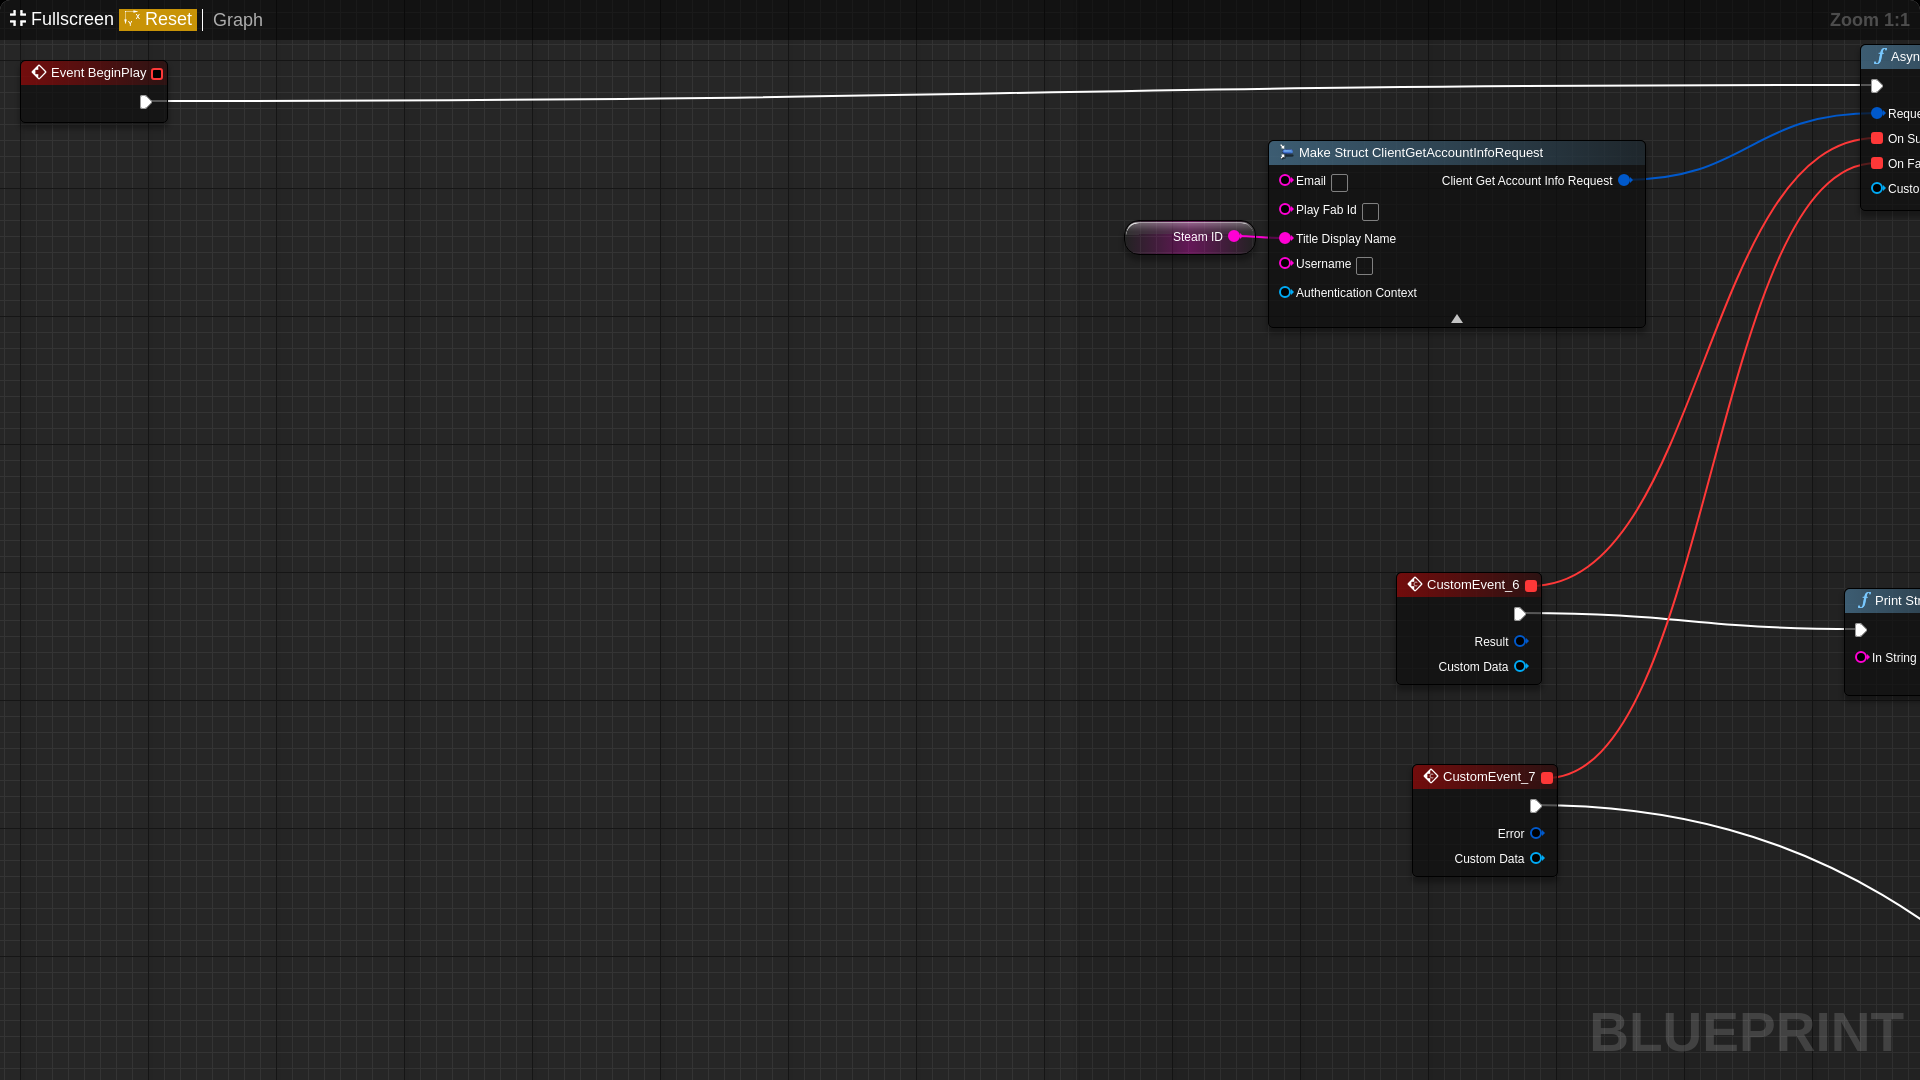 Fullscreen Reset Graph Zoom 1:1
Event BeginPlay
Asyn
Reque
On Su
On Fa
Custo
Make Struct ClientGetAccountInfoRequest
Email Client Get Account Info Request
Play Fab Id
Steam ID
Title Display Name
Username
Authentication Context
CustomEvent_6
Result
Custom Data
Print Str
In String
CustomEvent_7
Error
Custom Data
BLUEPRINT